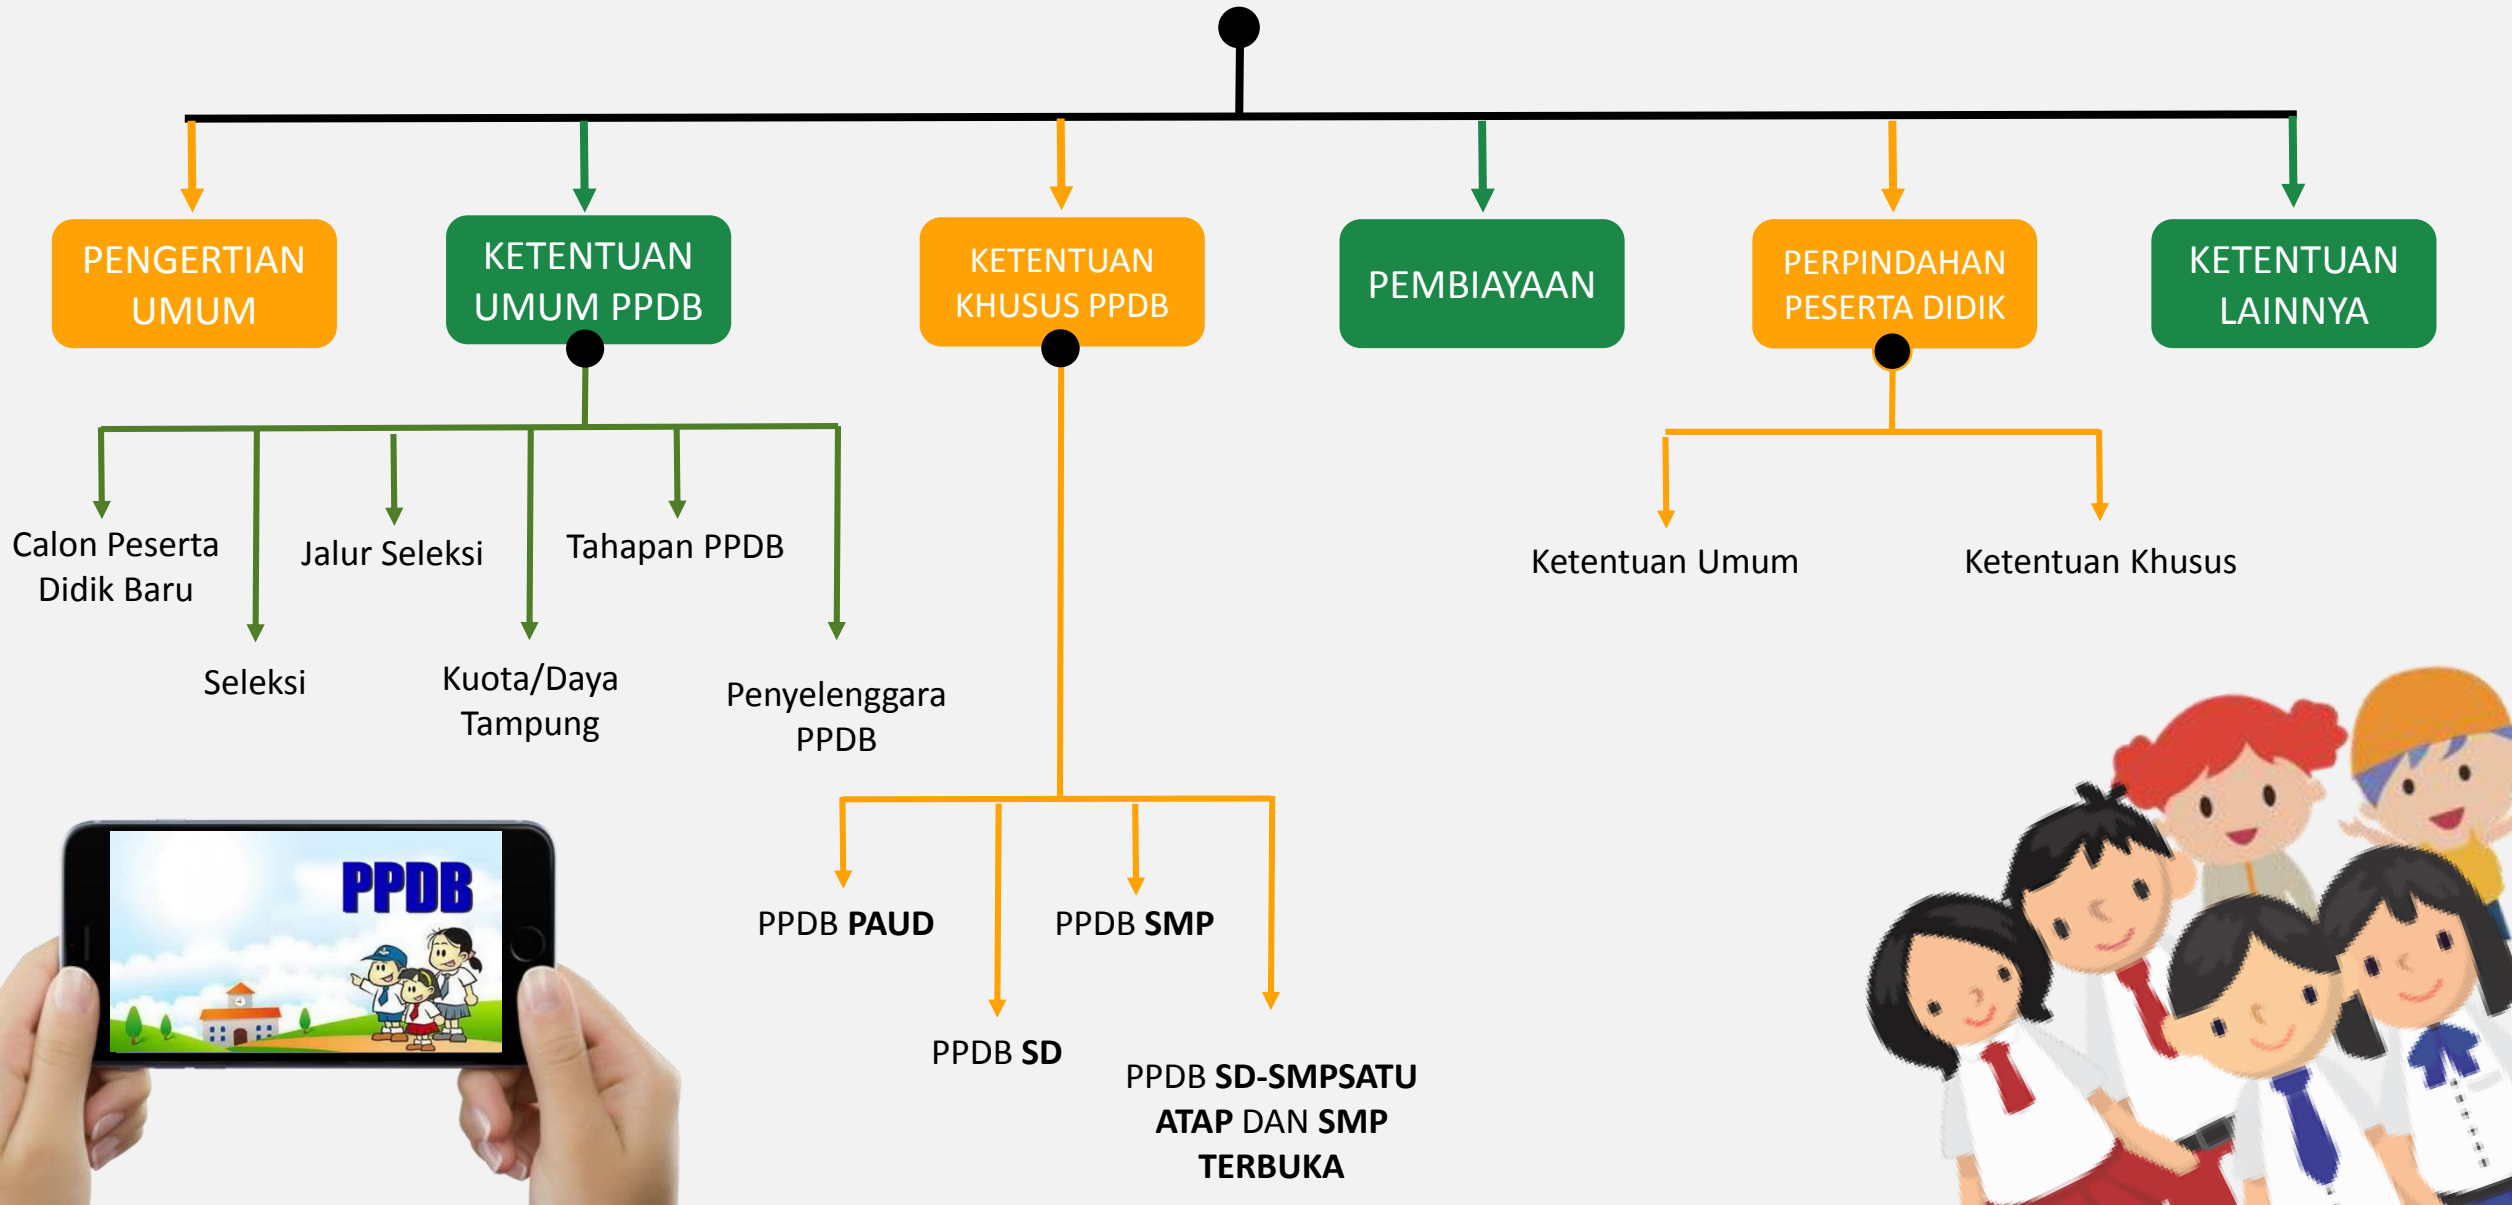 PENGERTIAN
UMUM
KETENTUAN
UMUM PPDB
KETENTUAN
KHUSUS PPDB
PEMBIAYAAN
PERPINDAHAN
PESERTA DIDIK
KETENTUAN
LAINNYA
Calon Peserta
Didik Baru
Seleksi
Jalur Seleksi
Kuota/Daya
Tampung
Tahapan PPDB
Penyelenggara
PPDB
PPDB PAUD
PPDB SD
PPDB SMP
PPDB SD-SMPSATU
ATAP DAN SMP
TERBUKA
Ketentuan Umum
Ketentuan Khusus
PPDB